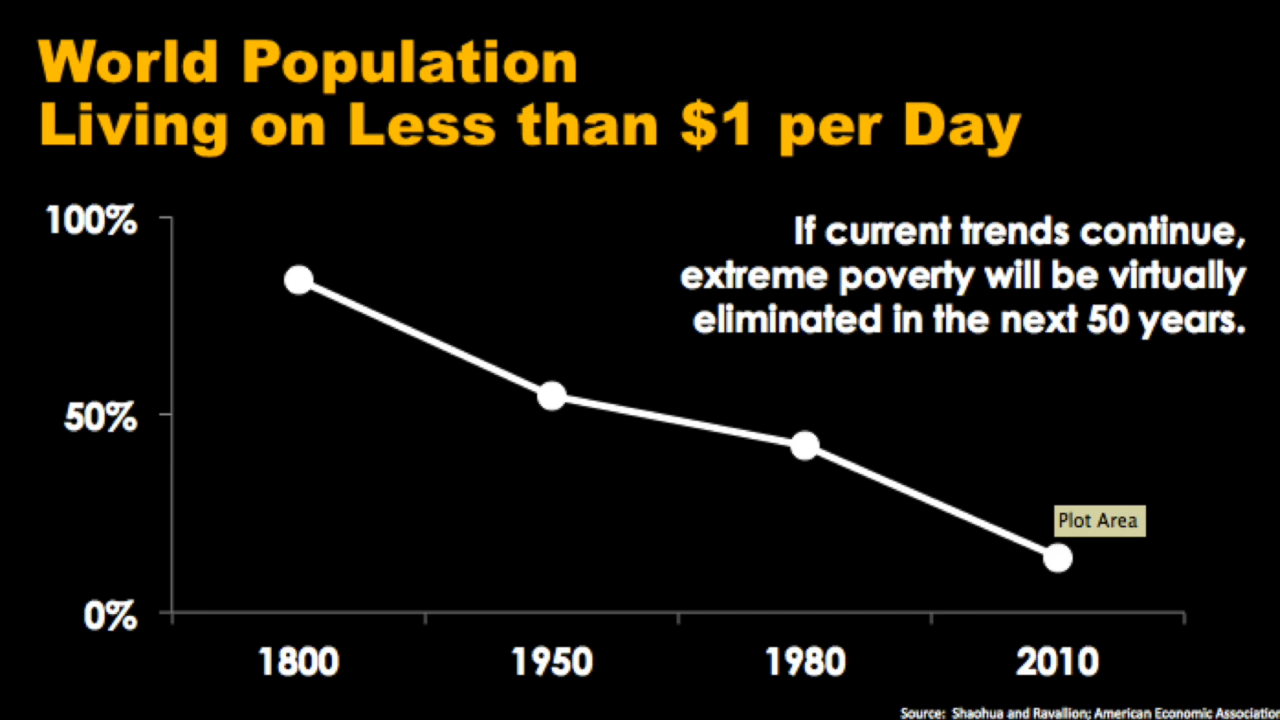 World Population
Living on Less than $1 per Day
100%
If current trends continue,
extreme poverty will be virtually
eliminated in the next 50 years.
50%
Plot Area
0%
1800 1950 1980 2010
Source: Shaohua and Ravallion; American Economic Association